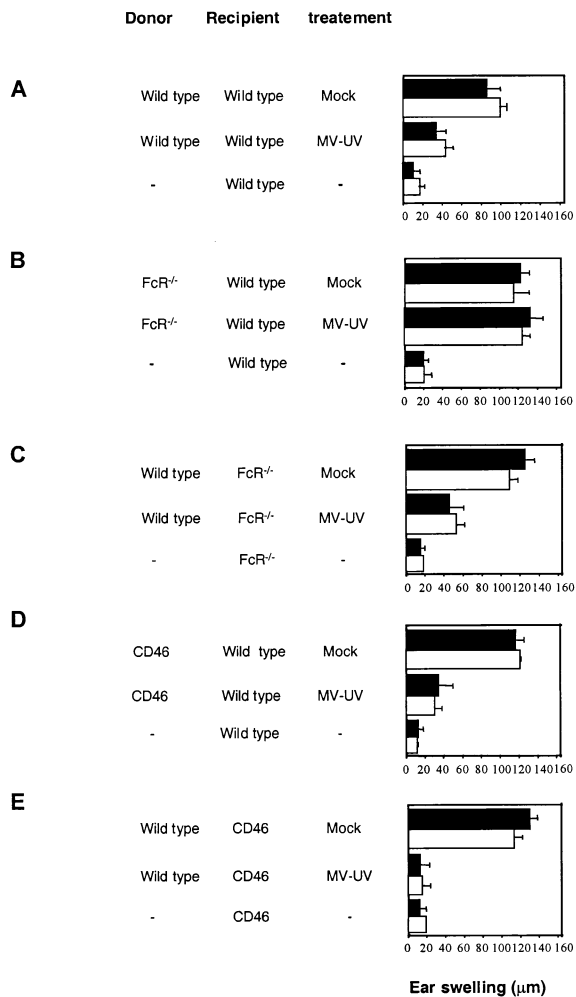 Donor Recipient treatement
A
Wild type Wild type Mock
Wild type Wild type MV-UV
- Wild type -
0 20 40 60 80 100 120 140 160
B
FcR-/- Wild type Mock
FcR-/- Wild type MV-UV
- Wild type -
0 20 40 60 80 100 120 140 160
C
Wild type FcR-/- Mock
Wild type FcR-/- MV-UV
- FcR-/- -
0 20 40 60 80 100 120 140 160
D
CD46 Wild type Mock
CD46 Wild type MV-UV
- Wild type -
0 20 40 60 80 100 120 140 160
E
Wild type CD46 Mock
Wild type CD46 MV-UV
- CD46 -
0 20 40 60 80 100 120 140 160
Ear swelling (μm)